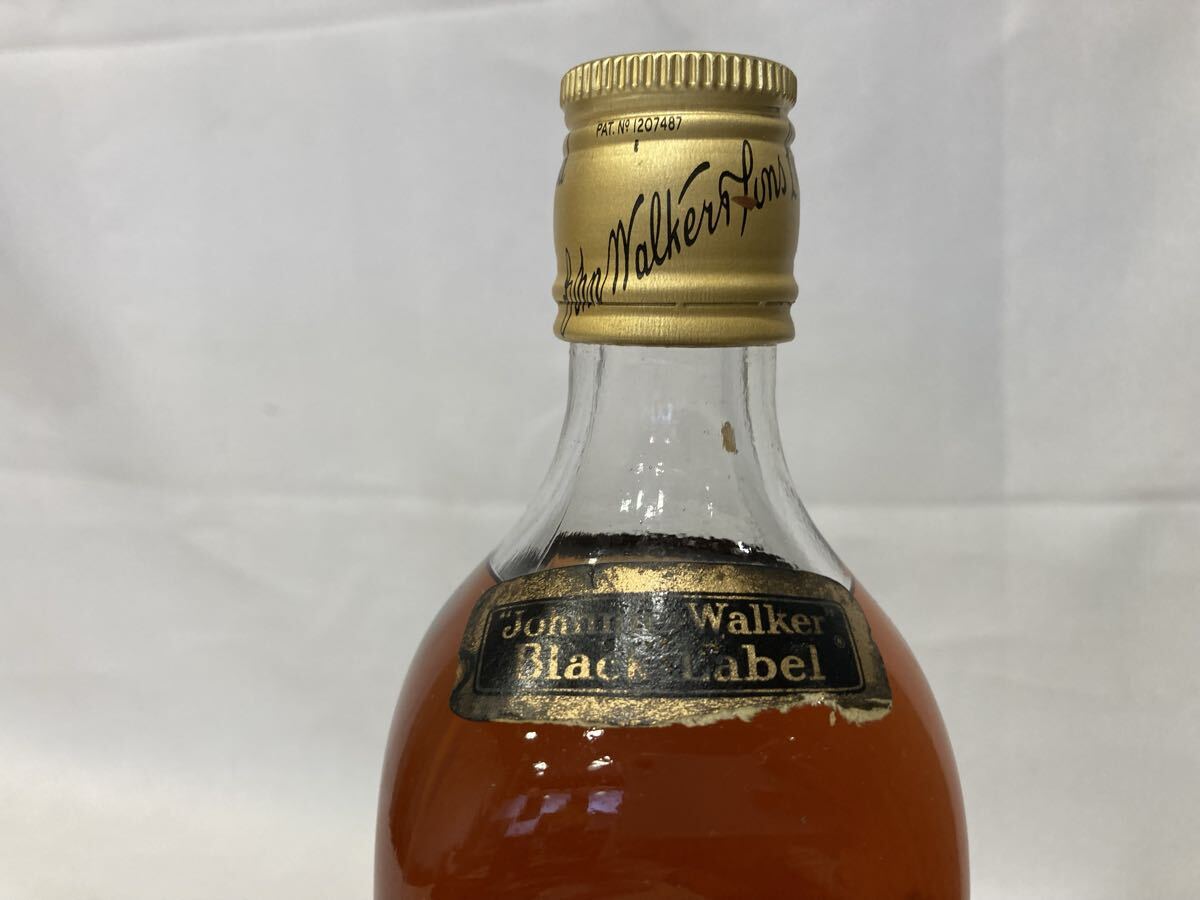 PAT. Nº 1207487
John Walker & Sons L
"Johnnie Walker"
Black Label